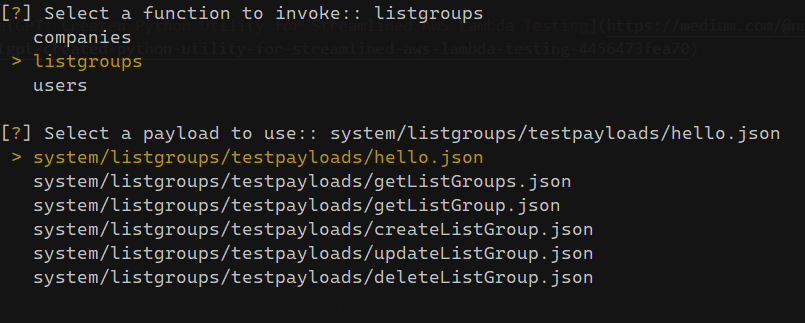 [?] Select a function to invoke:: listgroups
companies
> listgroups
users
[?] Select a payload to use:: system/listgroups/testpayloads/hello.json
> system/listgroups/testpayloads/hello.json
system/listgroups/testpayloads/getListGroups.json
system/listgroups/testpayloads/getListGroup.json
system/listgroups/testpayloads/createListGroup.json
system/listgroups/testpayloads/updateListGroup.json
system/listgroups/testpayloads/deleteListGroup.json